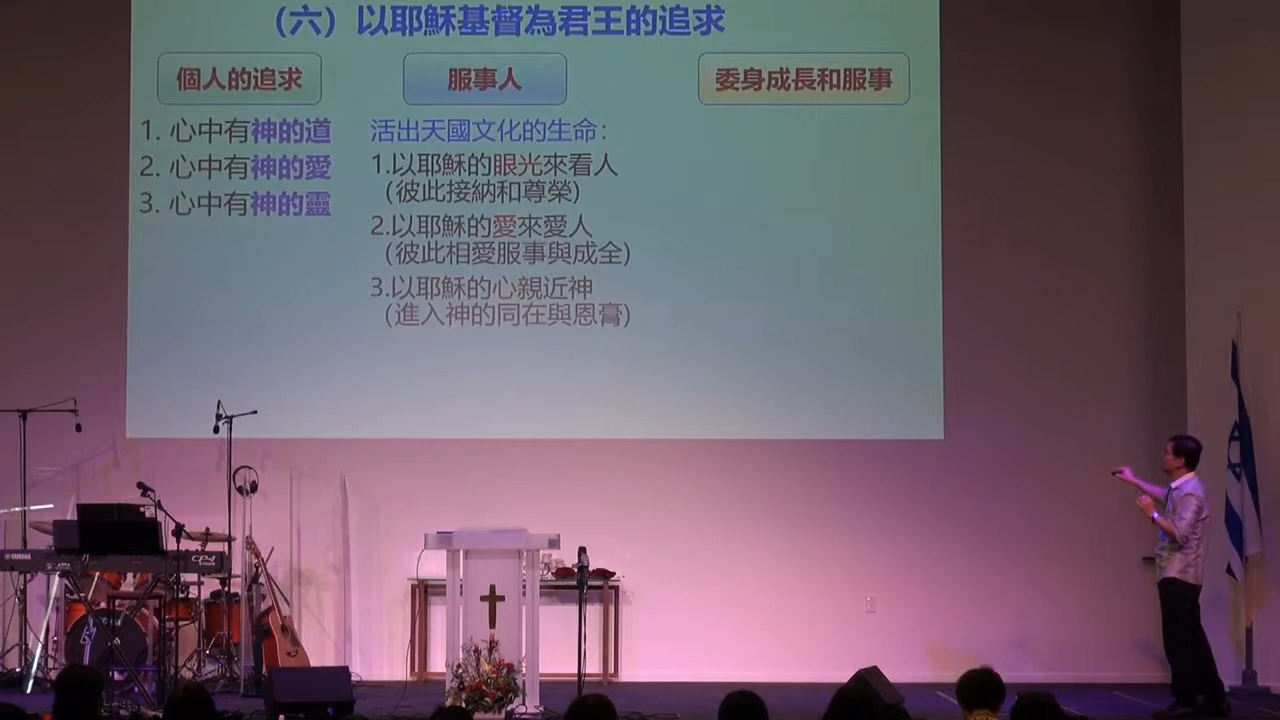 （六）以耶穌基督為君王的追求
個人的追求
1. 心中有神的道
2. 心中有神的愛
3. 心中有神的靈
服事人
活出天國文化的生命：
1.以耶穌的眼光來看人
（彼此接納和尊榮）
2.以耶穌的愛來愛人
（彼此相愛服事與成全）
3.以耶穌的心親近神
（進入神的同在與恩膏）
委身成長和服事
YAMAHA
CP4